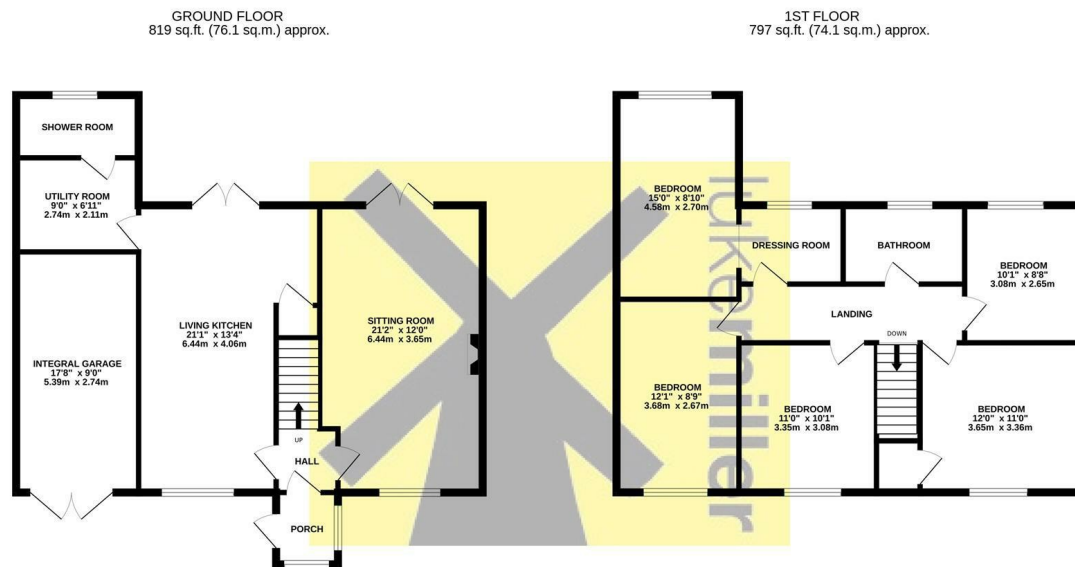 GROUND FLOOR
819 sq.ft. (76.1 sq.m.) approx.
SHOWER ROOM
UTILITY ROOM
9'0" x 6'11"
2.74m x 2.11m
LIVING KITCHEN
21'1" x 13'4"
6.44m x 4.06m
SITTING ROOM
21'2" x 12'0"
6.44m x 3.65m
INTEGRAL GARAGE
17'8" x 9'0"
5.39m x 2.74m
UP
HALL
PORCH
1ST FLOOR
797 sq.ft. (74.1 sq.m.) approx.
BEDROOM
15'0" x 8'10"
4.58m x 2.70m
DRESSING ROOM
BATHROOM
BEDROOM
10'1" x 8'8"
3.08m x 2.65m
LANDING
DOWN
BEDROOM
12'1" x 8'9"
3.68m x 2.67m
BEDROOM
11'0" x 10'1"
3.35m x 3.08m
BEDROOM
12'0" x 11'0"
3.65m x 3.36m
lukemiller